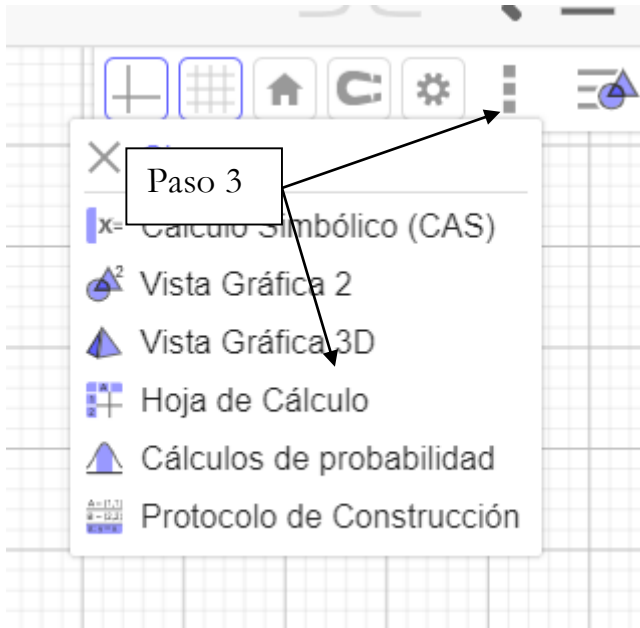 Paso 3
Cálculo Simbólico (CAS)
Vista Gráfica 2
Vista Gráfica 3D
Hoja de Cálculo
Cálculos de probabilidad
Protocolo de Construcción